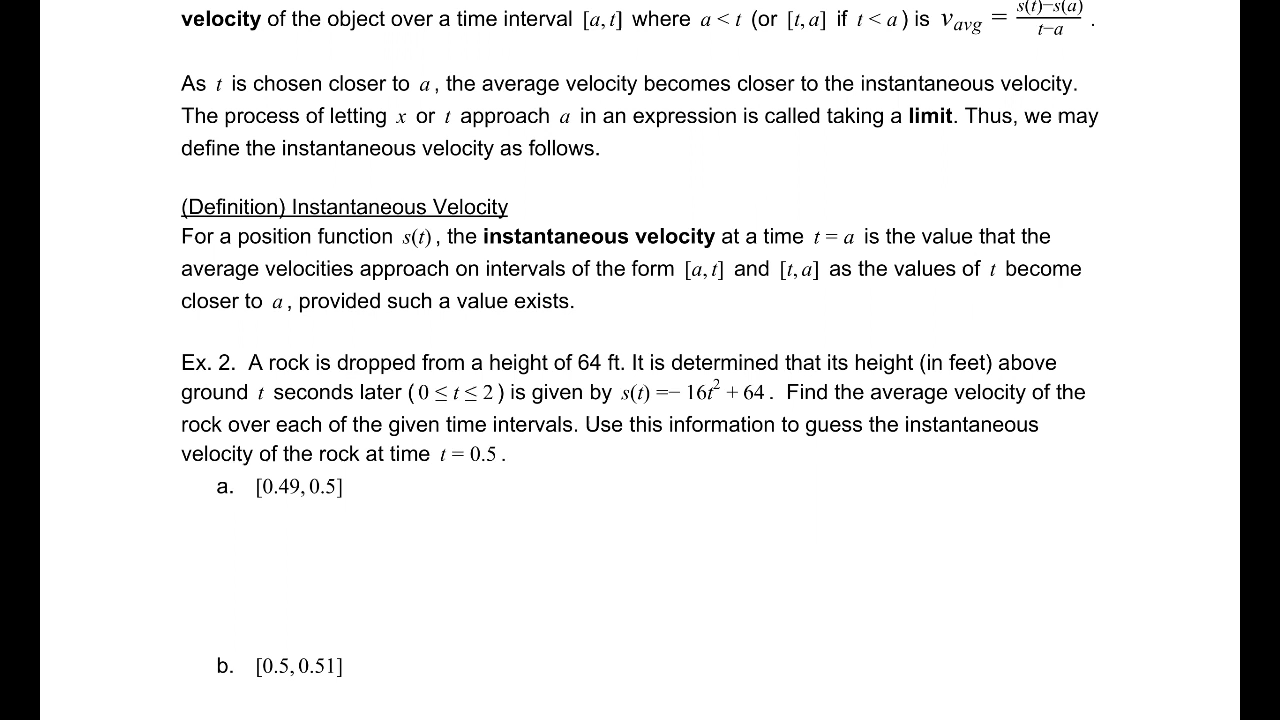 velocity of the object over a time interval [a, t] where a < t (or [t, a] if t < a ) is v_avg = s(t)−s(a) / t−a .
As t is chosen closer to a , the average velocity becomes closer to the instantaneous velocity.
The process of letting x or t approach a in an expression is called taking a limit. Thus, we may
define the instantaneous velocity as follows.
(Definition) Instantaneous Velocity
For a position function s(t) , the instantaneous velocity at a time t = a is the value that the
average velocities approach on intervals of the form [a, t] and [t, a] as the values of t become
closer to a , provided such a value exists.
Ex. 2. A rock is dropped from a height of 64 ft. It is determined that its height (in feet) above
ground t seconds later ( 0 ≤ t ≤ 2 ) is given by s(t) =− 16t² + 64 . Find the average velocity of the
rock over each of the given time intervals. Use this information to guess the instantaneous
velocity of the rock at time t = 0.5 .
a. [0.49, 0.5]
b. [0.5, 0.51]